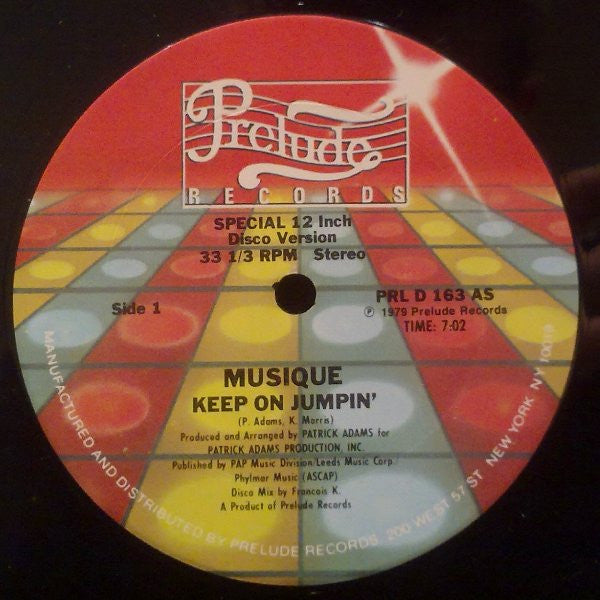 Prelude
RECORDS
SPECIAL 12 Inch
Disco Version
33 1/3 RPM Stereo
Side 1
PRL D 163 AS
℗ 1979 Prelude Records
TIME: 7:02
MUSIQUE
KEEP ON JUMPIN'
(P. Adams, K. Morris)
Produced and Arranged by PATRICK ADAMS for
PATRICK ADAMS PRODUCTION, INC.
Published by PAP Music Division/Leeds Music Corp./
Phylmar Music (ASCAP)
Disco Mix by Francois K.
A Product of Prelude Records
MANUFACTURED AND DISTRIBUTED BY PRELUDE RECORDS, 200 WEST 57 ST NEW YORK, NY 10019